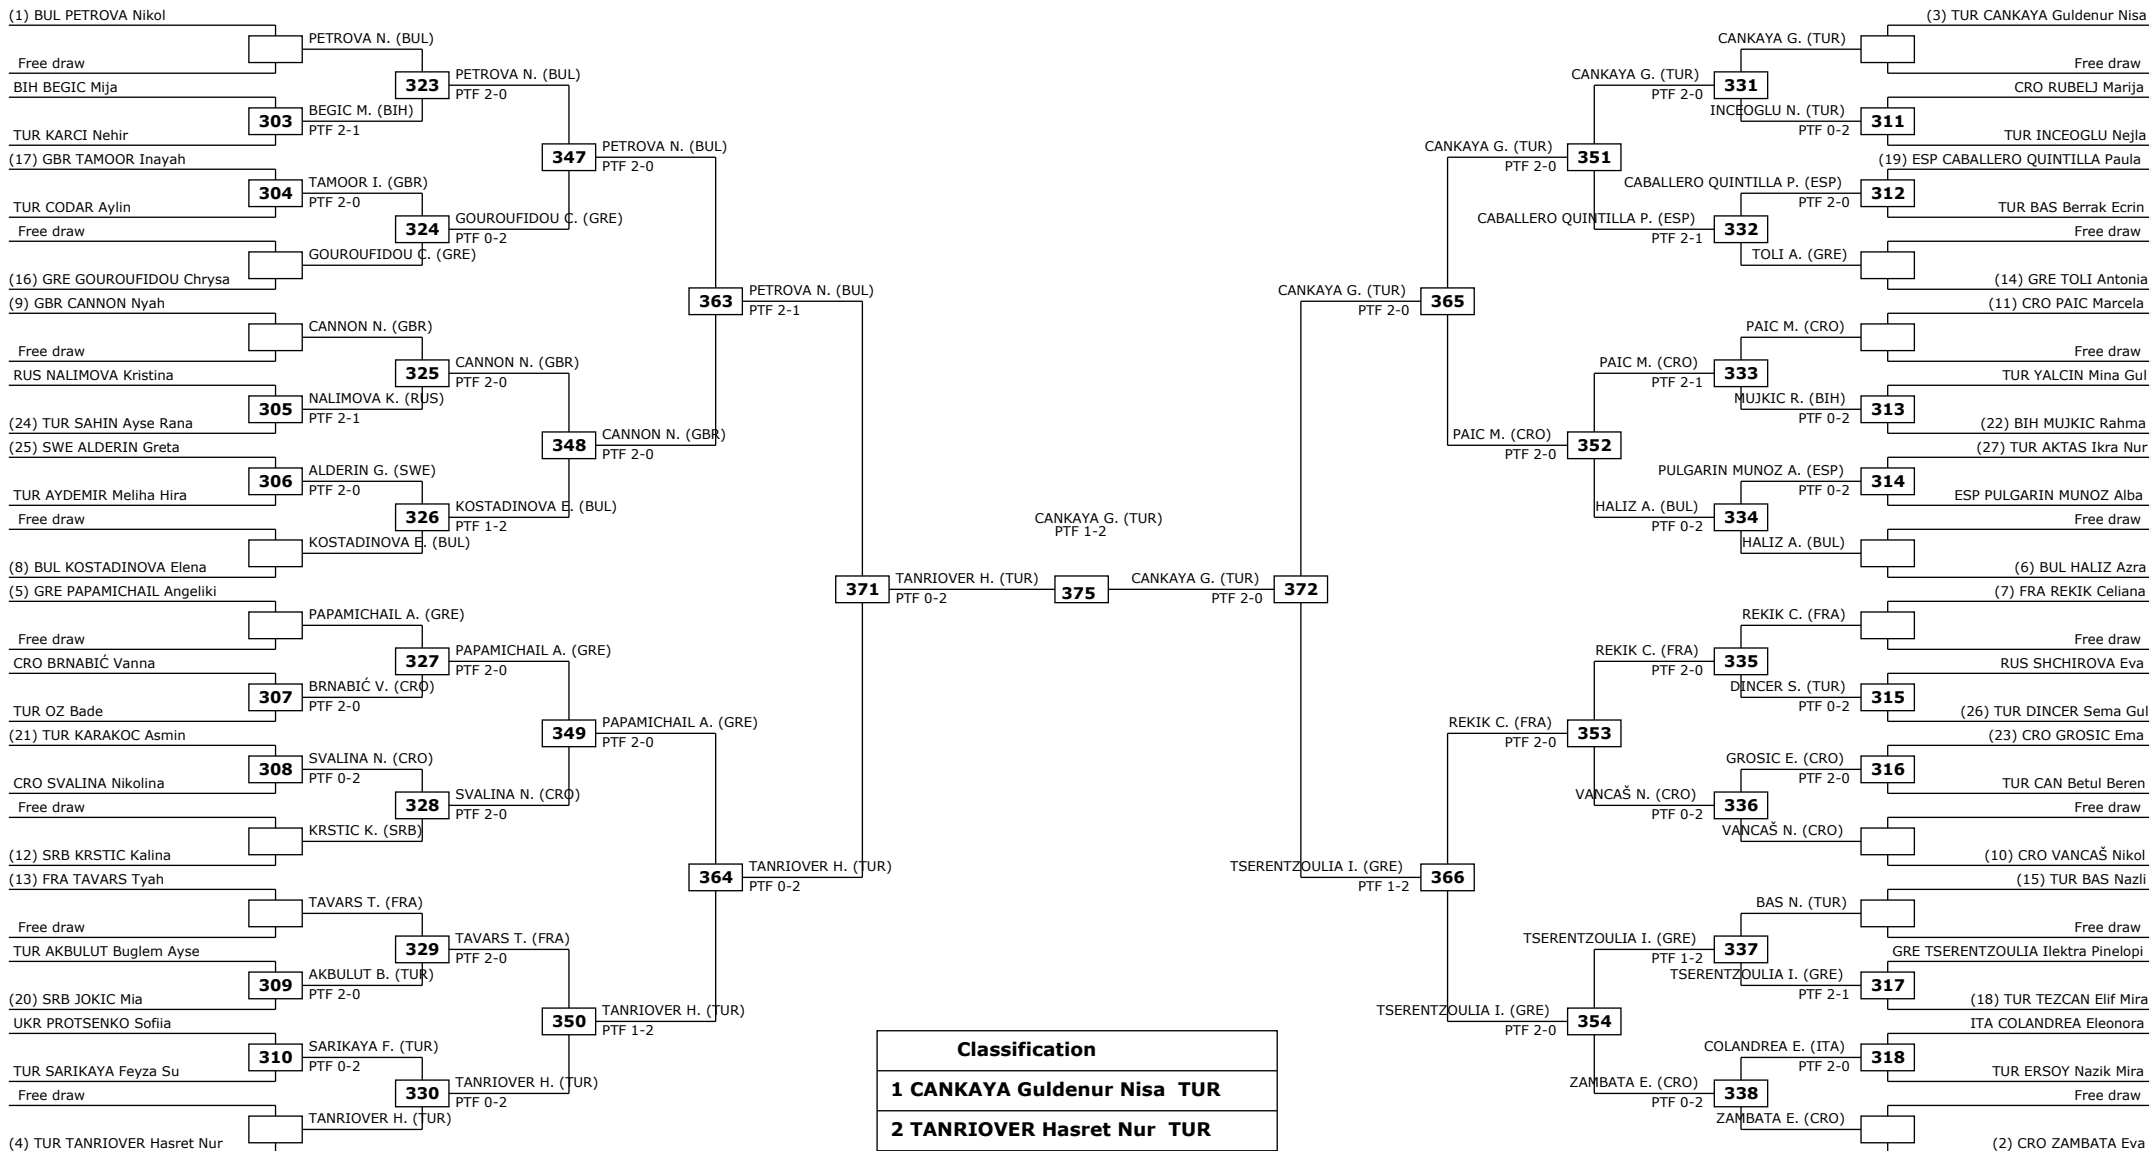 (1) BUL PETROVA Nikol
Free draw
BIH BEGIC Mija
TUR KARCI Nehir
(17) GBR TAMOOR Inayah
TUR CODAR Aylin
Free draw
(16) GRE GOUROUFIDOU Chrysa
(9) GBR CANNON Nyah
Free draw
RUS NALIMOVA Kristina
(24) TUR SAHIN Ayse Rana
(25) SWE ALDERIN Greta
TUR AYDEMIR Meliha Hira
Free draw
(8) BUL KOSTADINOVA Elena
(5) GRE PAPAMICHAIL Angeliki
Free draw
CRO BRNABIĆ Vanna
TUR OZ Bade
(21) TUR KARAKOC Asmin
CRO SVALINA Nikolina
Free draw
(12) SRB KRSTIC Kalina
(13) FRA TAVARS Tyah
Free draw
TUR AKBULUT Buglem Ayse
(20) SRB JOKIC Mia
UKR PROTSENKO Sofiia
TUR SARIKAYA Feyza Su
Free draw
(4) TUR TANRIOVER Hasret Nur
PETROVA N. (BUL)
303 BEGIC M. (BIH)
PTF 2-1
304 TAMOOR I. (GBR)
PTF 2-0
GOUROUFIDOU C. (GRE)
CANNON N. (GBR)
305 NALIMOVA K. (RUS)
PTF 2-1
306 ALDERIN G. (SWE)
PTF 2-0
KOSTADINOVA E. (BUL)
PAPAMICHAIL A. (GRE)
307 BRNABIĆ V. (CRO)
PTF 2-0
308 SVALINA N. (CRO)
PTF 0-2
KRSTIC K. (SRB)
TAVARS T. (FRA)
309 AKBULUT B. (TUR)
PTF 2-0
310 SARIKAYA F. (TUR)
PTF 0-2
TANRIOVER H. (TUR)
323 PETROVA N. (BUL)
PTF 2-0
324 GOUROUFIDOU C. (GRE)
PTF 0-2
325 CANNON N. (GBR)
PTF 2-0
326 KOSTADINOVA E. (BUL)
PTF 1-2
327 PAPAMICHAIL A. (GRE)
PTF 2-0
328 SVALINA N. (CRO)
PTF 2-0
329 TAVARS T. (FRA)
PTF 2-0
330 TANRIOVER H. (TUR)
PTF 0-2
347 PETROVA N. (BUL)
PTF 2-0
348 CANNON N. (GBR)
PTF 2-0
349 PAPAMICHAIL A. (GRE)
PTF 2-0
350 TANRIOVER H. (TUR)
PTF 1-2
363 PETROVA N. (BUL)
PTF 2-1
364 TANRIOVER H. (TUR)
PTF 0-2
371 TANRIOVER H. (TUR)
PTF 0-2
CANKAYA G. (TUR)
PTF 1-2
375
CANKAYA G. (TUR) 372
PTF 2-0
CANKAYA G. (TUR) 365
PTF 2-0
TSERENTZOULIA I. (GRE) 366
PTF 1-2
CANKAYA G. (TUR) 351
PTF 2-0
PAIC M. (CRO) 352
PTF 2-0
REKIK C. (FRA) 353
PTF 2-0
TSERENTZOULIA I. (GRE) 354
PTF 2-0
CANKAYA G. (TUR) 331
PTF 2-0
CABALLERO QUINTILLA P. (ESP) 332
PTF 2-1
PAIC M. (CRO) 333
PTF 2-1
HALIZ A. (BUL) 334
PTF 0-2
REKIK C. (FRA) 335
PTF 2-0
VANCAŠ N. (CRO) 336
PTF 0-2
TSERENTZOULIA I. (GRE) 337
PTF 1-2
ZAMBATA E. (CRO) 338
PTF 0-2
CANKAYA G. (TUR)
INCEOGLU N. (TUR) 311
PTF 0-2
CABALLERO QUINTILLA P. (ESP) 312
PTF 2-0
TOLI A. (GRE)
PAIC M. (CRO)
MUJKIC R. (BIH) 313
PTF 0-2
PULGARIN MUNOZ A. (ESP) 314
PTF 0-2
HALIZ A. (BUL)
REKIK C. (FRA)
DINCER S. (TUR) 315
PTF 0-2
GROSIC E. (CRO) 316
PTF 2-0
VANCAŠ N. (CRO)
BAS N. (TUR)
TSERENTZOULIA I. (GRE) 317
PTF 2-1
COLANDREA E. (ITA) 318
PTF 2-0
ZAMBATA E. (CRO)
(3) TUR CANKAYA Guldenur Nisa
Free draw
CRO RUBELJ Marija
TUR INCEOGLU Nejla
(19) ESP CABALLERO QUINTILLA Paula
TUR BAS Berrak Ecrin
Free draw
(14) GRE TOLI Antonia
(11) CRO PAIC Marcela
Free draw
TUR YALCIN Mina Gul
(22) BIH MUJKIC Rahma
(27) TUR AKTAS Ikra Nur
ESP PULGARIN MUNOZ Alba
Free draw
(6) BUL HALIZ Azra
(7) FRA REKIK Celiana
Free draw
RUS SHCHIROVA Eva
(26) TUR DINCER Sema Gul
(23) CRO GROSIC Ema
TUR CAN Betul Beren
Free draw
(10) CRO VANCAŠ Nikol
(15) TUR BAS Nazli
Free draw
GRE TSERENTZOULIA Ilektra Pinelopi
(18) TUR TEZCAN Elif Mira
ITA COLANDREA Eleonora
TUR ERSOY Nazik Mira
Free draw
(2) CRO ZAMBATA Eva
Classification
1 CANKAYA Guldenur Nisa TUR
2 TANRIOVER Hasret Nur TUR